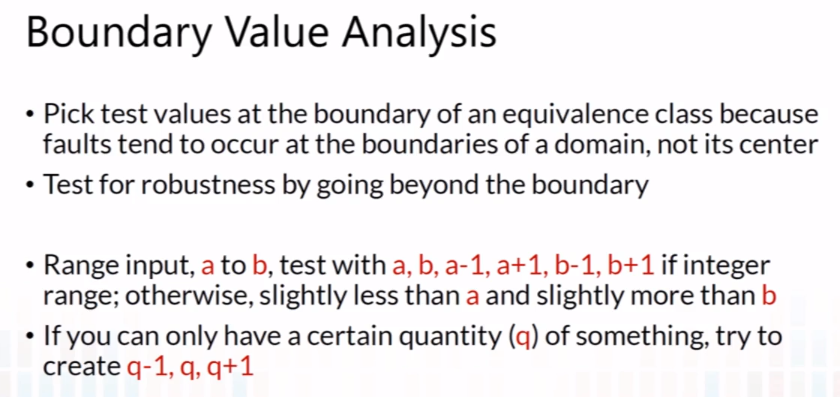 Boundary Value Analysis
• Pick test values at the boundary of an equivalence class because
faults tend to occur at the boundaries of a domain, not its center
• Test for robustness by going beyond the boundary
• Range input, a to b, test with a, b, a-1, a+1, b-1, b+1 if integer
range; otherwise, slightly less than a and slightly more than b
• If you can only have a certain quantity (q) of something, try to
create q-1, q, q+1